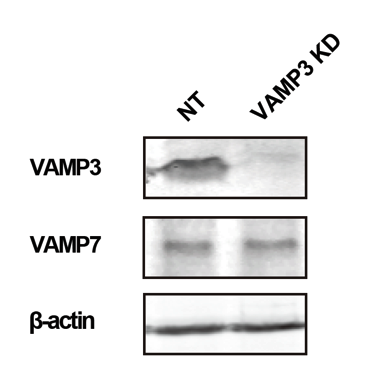 NT
VAMP3 KD
VAMP3
VAMP7
β-actin